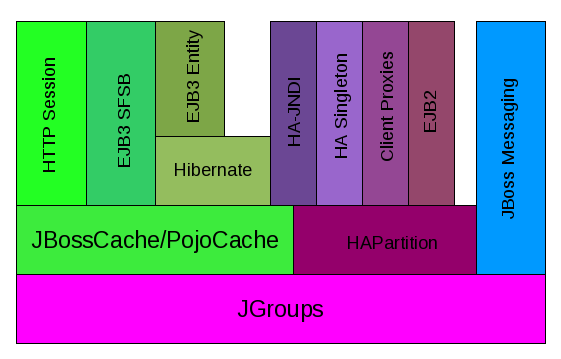 HTTP Session
EJB3 SFSB
EJB3 Entity
Hibernate
HA-JNDI
HA Singleton
Client Proxies
EJB2
JBoss Messaging
JBossCache/PojoCache
HAPartition
JGroups